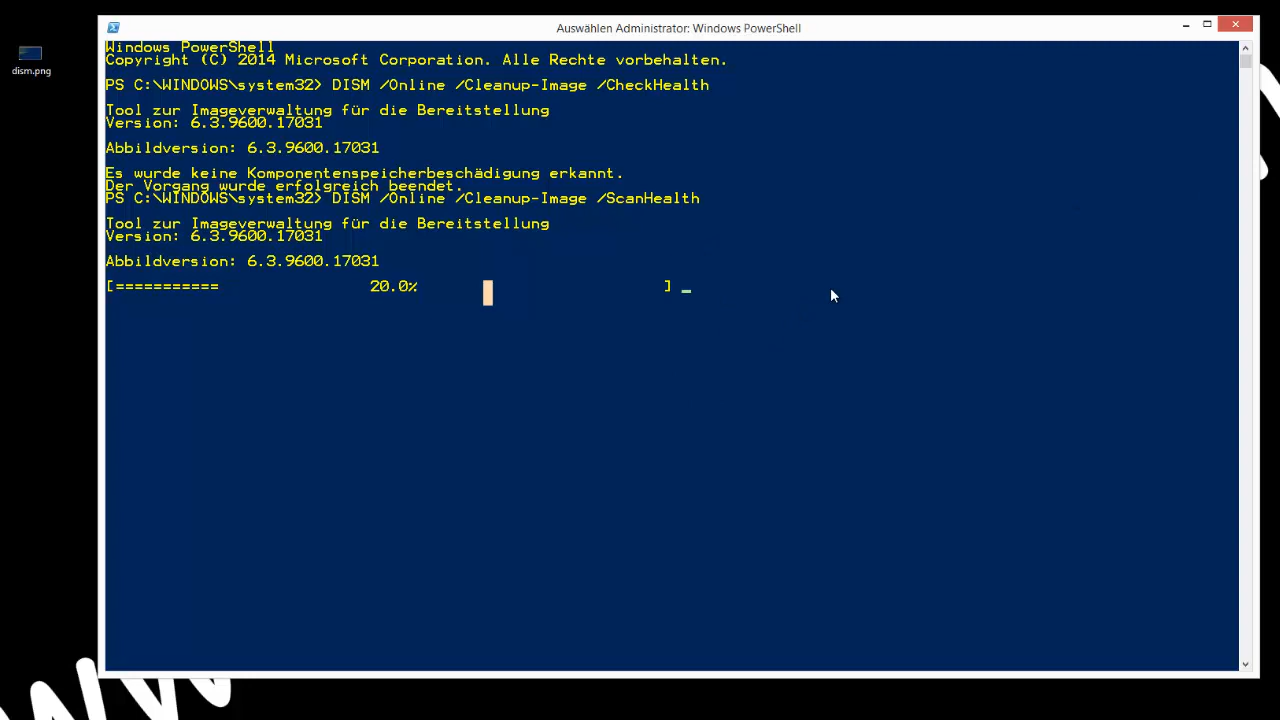 Auswählen Administrator: Windows PowerShell
dism.png
Windows PowerShell
Copyright (C) 2014 Microsoft Corporation. Alle Rechte vorbehalten.
PS C:\WINDOWS\system32> DISM /Online /Cleanup-Image /CheckHealth
Tool zur Imageverwaltung für die Bereitstellung
Version: 6.3.9600.17031
Abbildversion: 6.3.9600.17031
Es wurde keine Komponentenspeicherbeschädigung erkannt.
Der Vorgang wurde erfolgreich beendet.
PS C:\WINDOWS\system32> DISM /Online /Cleanup-Image /ScanHealth
Tool zur Imageverwaltung für die Bereitstellung
Version: 6.3.9600.17031
Abbildversion: 6.3.9600.17031
[=========== 20.0% ] _